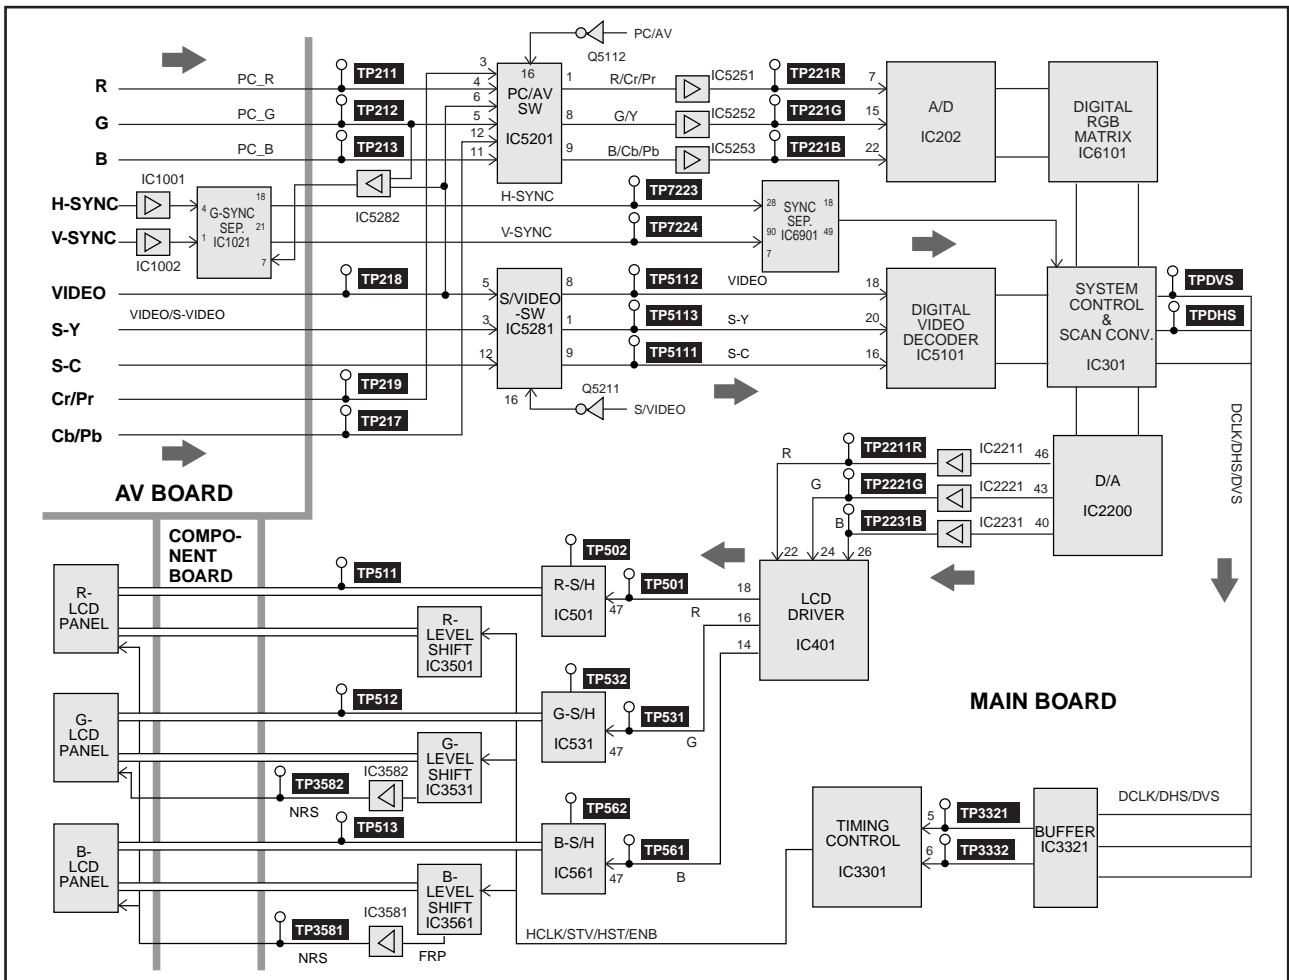 PC/AV
Q5112
R
PC_R
TP211
3
4
16
PC/AV
SW
IC5201
1
R/Cr/Pr
IC5251
TP221R
7
A/D
IC202
DIGITAL
RGB
MATRIX
IC6101
G
PC_G
TP212
6
5
8
G/Y
IC5252
TP221G
15
B
PC_B
TP213
12
11
9
B/Cb/Pb
IC5253
TP221B
22
H-SYNC
IC1001
4
G-SYNC
SEP.
IC1021
18
21
7
1
IC5282
H-SYNC
TP7223
28
SYNC
SEP.
IC6901
18
49
90
7
V-SYNC
IC1002
V-SYNC
TP7224
VIDEO
TP218
5
S/VIDEO
-SW
IC5281
8
TP5112
VIDEO
18
DIGITAL
VIDEO
DECODER
IC5101
SYSTEM
CONTROL
&
SCAN CONV.
IC301
TPDVS
TPDHS
VIDEO/S-VIDEO
S-Y
3
1
TP5113
S-Y
20
S-C
12
9
TP5111
S-C
16
Cr/Pr
TP219
16
Q5211
S/VIDEO
Cb/Pb
TP217
DCLK/DHS/DVS
AV BOARD
R
TP2211R
IC2211
46
D/A
IC2200
G
TP2221G
IC2221
43
B
TP2231B
IC2231
40
COMPO-
NENT
BOARD
22
24
26
R-
LCD
PANEL
TP511
TP502
R-S/H
IC501
47
TP501
R
18
16
14
LCD
DRIVER
IC401
R-
LEVEL
SHIFT
IC3501
MAIN BOARD
G-
LCD
PANEL
TP512
TP532
G-S/H
IC531
47
TP531
G
G-
LEVEL
SHIFT
IC3531
IC3582
TP3582
NRS
TP513
TP562
B-S/H
IC561
47
TP561
B
B-
LCD
PANEL
B-
LEVEL
SHIFT
IC3561
IC3581
TP3581
NRS
FRP
HCLK/STV/HST/ENB
TIMING
CONTROL
IC3301
5
TP3321
6
TP3332
BUFFER
IC3321
DCLK/DHS/DVS